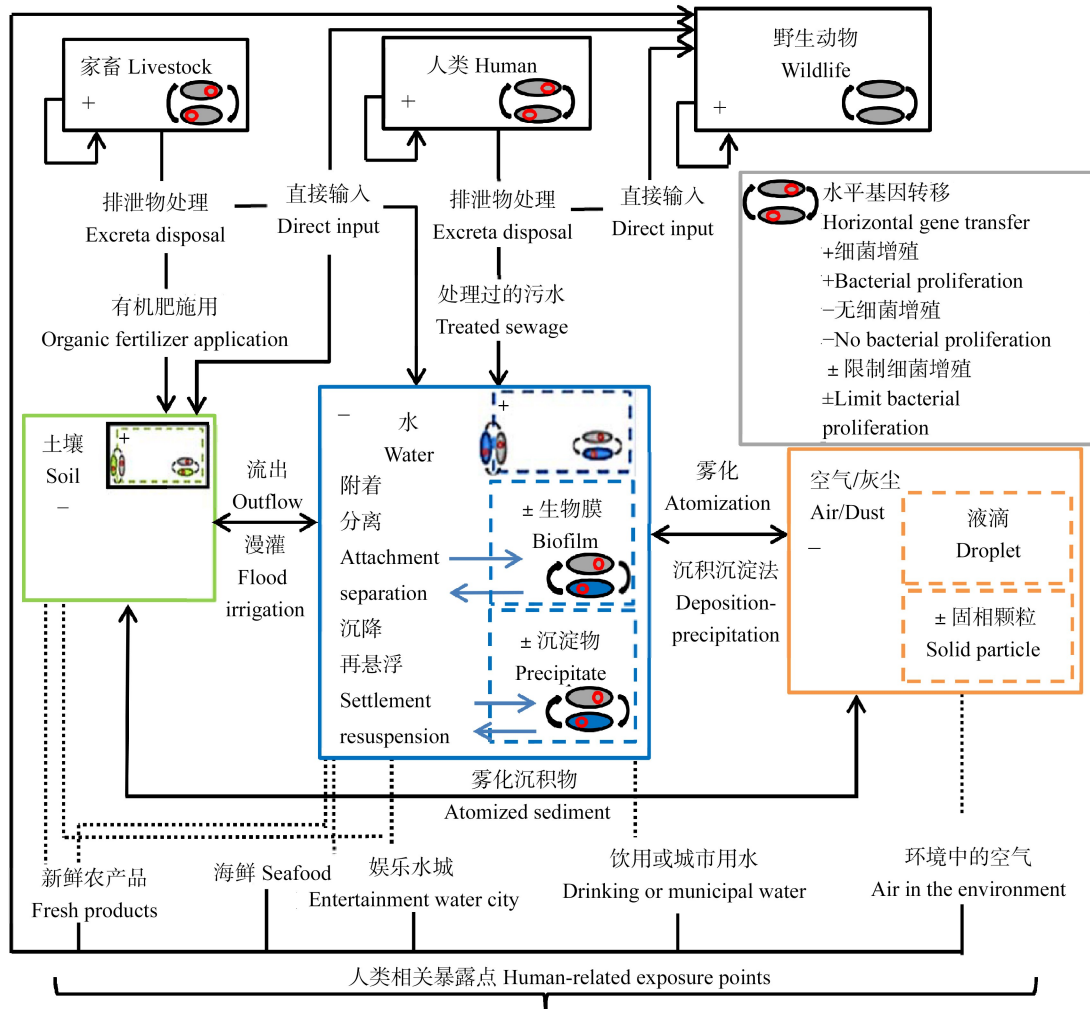 家畜 Livestock
+
人类 Human
+
野生动物
Wildlife
+
排泄物处理
Excreta disposal
直接输入
Direct input
排泄物处理
Excreta disposal
直接输入
Direct input
水平基因转移
Horizontal gene transfer
+细菌增殖
+Bacterial proliferation
−无细菌增殖
−No bacterial proliferation
±限制细菌增殖
±Limit bacterial
proliferation
有机肥施用
Organic fertilizer application
处理过的污水
Treated sewage
土壤
Soil
−
+
流出
Outflow
漫灌
Flood
irrigation
−
水
Water
+
附着
分离
Attachment
separation
沉降
再悬浮
Settlement
resuspension
±生物膜
Biofilm
±沉淀物
Precipitate
雾化
Atomization
沉积沉淀法
Deposition-
precipitation
空气/灰尘
Air/Dust
−
液滴
Droplet
±固相颗粒
Solid particle
雾化沉积物
Atomized sediment
新鲜农产品
Fresh products
海鲜 Seafood
娱乐水城
Entertainment water city
饮用或城市用水
Drinking or municipal water
环境中的空气
Air in the environment
人类相关暴露点 Human-related exposure points